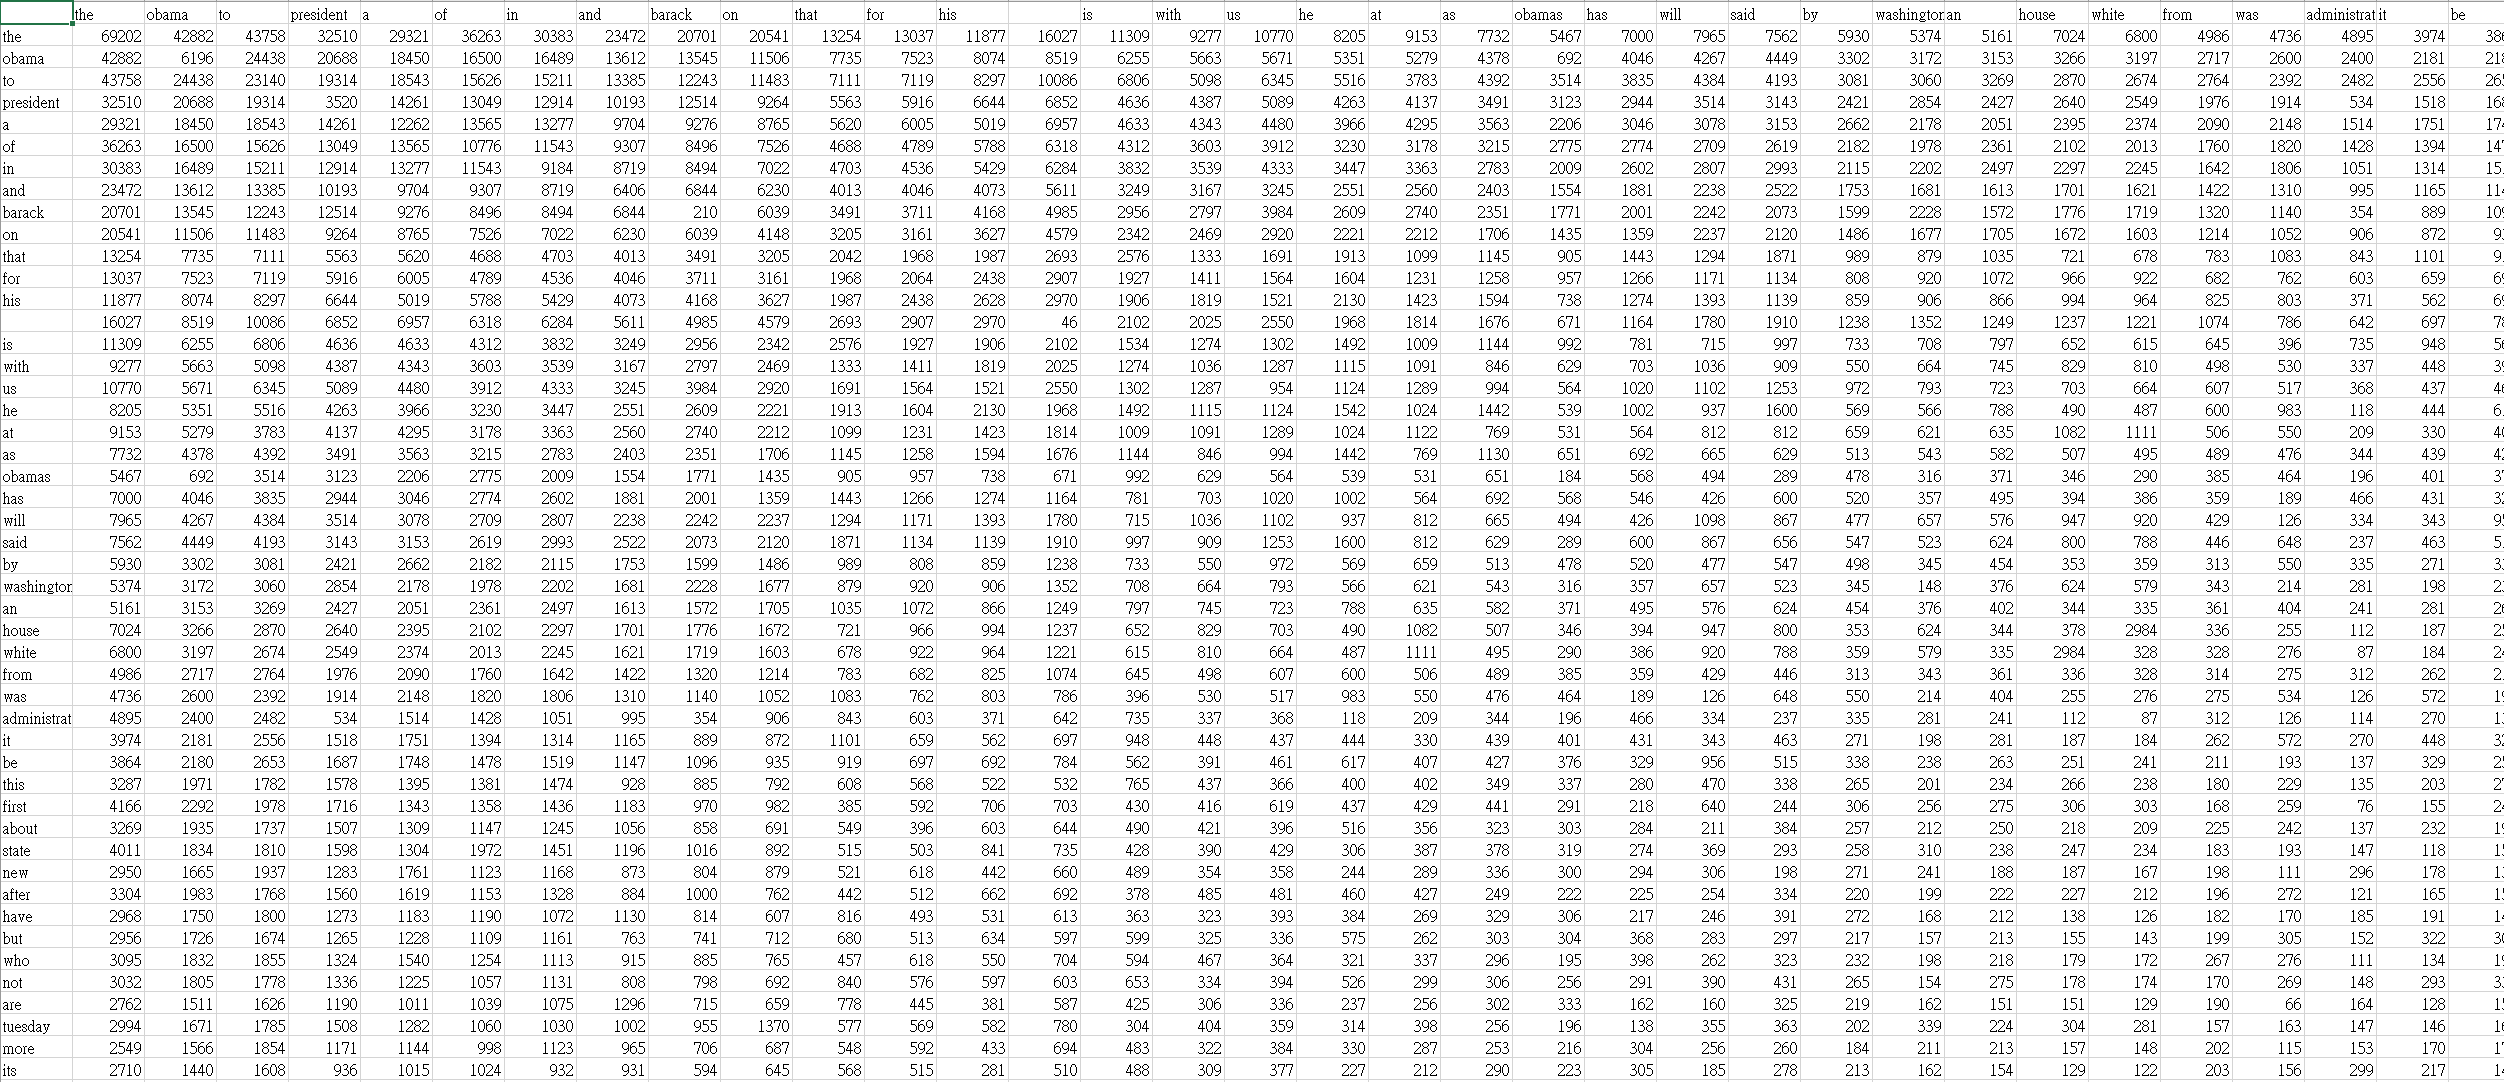 the obama to president a of in and barack on that for his is with us he at as obamas has will said by washington an house white from was administrat it be
the 69202 42882 43758 32510 29321 36263 30383 23472 20701 20541 13254 13037 11877 16027 11309 9277 10770 8205 9153 7732 5467 7000 7965 7562 5930 5374 5161 7024 6800 4986 4736 4895 3974
obama 42882 6196 24438 20688 18450 16500 16489 13612 13545 11506 7735 7523 8074 8519 6255 5663 5671 5351 5279 4378 692 4046 4267 4449 3302 3172 3153 3266 3197 2717 2600 2400 2181
to 43758 24438 23140 19314 18543 15626 15211 13385 12243 11483 7111 7119 8297 10086 6806 5098 6345 5516 3783 4392 3514 3835 4384 4193 3081 3060 3269 2870 2674 2764 2392 2482 2556
president 32510 20688 19314 3520 14261 13049 12914 10193 12514 9264 5563 5916 6644 6852 4636 4387 5089 4263 4137 3491 3123 2944 3514 3143 2421 2854 2427 2640 2549 1976 1914 534 1518
a 29321 18450 18543 14261 12262 13565 13277 9704 9276 8765 5620 6005 5019 6957 4633 4343 4480 3966 4295 3563 2206 3046 3078 3153 2662 2178 2051 2395 2374 2090 2148 1514 1751
of 36263 16500 15626 13049 13565 10776 11543 9307 8496 7526 4688 4789 5788 6318 4312 3603 3912 3230 3178 3215 2775 2774 2709 2619 2182 1978 2361 2102 2013 1760 1820 1428 1394
in 30383 16489 15211 12914 13277 11543 9184 8719 8494 7022 4703 4536 5429 6284 3832 3539 4333 3447 3363 2783 2009 2602 2807 2993 2115 2202 2497 2297 2245 1642 1806 1051 1314
and 23472 13612 13385 10193 9704 9307 8719 6406 6844 6230 4013 4046 4073 5611 3249 3167 3245 2551 2560 2403 1554 1881 2238 2522 1753 1681 1613 1701 1621 1422 1310 995 1165
barack 20701 13545 12243 12514 9276 8496 8494 6844 210 6039 3491 3711 4168 4985 2956 2797 3984 2609 2740 2351 1771 2001 2242 2073 1599 2228 1572 1776 1719 1320 1140 354 889
on 20541 11506 11483 9264 8765 7526 7022 6230 6039 4148 3205 3161 3627 4579 2342 2469 2920 2221 2212 1706 1435 1359 2237 2120 1486 1677 1705 1672 1603 1214 1052 906 872
that 13254 7735 7111 5563 5620 4688 4703 4013 3491 3205 2042 1968 1987 2693 2576 1333 1691 1913 1099 1145 905 1443 1294 1871 989 879 1035 721 678 783 1083 843 1101
for 13037 7523 7119 5916 6005 4789 4536 4046 3711 3161 1968 2064 2438 2907 1927 1411 1564 1604 1231 1258 957 1266 1171 1134 808 920 1072 966 922 682 762 603 659
his 11877 8074 8297 6644 5019 5788 5429 4073 4168 3627 1987 2438 2628 2970 1906 1819 1521 2130 1423 1594 738 1274 1393 1139 859 906 866 994 964 825 803 371 562
16027 8519 10086 6852 6957 6318 6284 5611 4985 4579 2693 2907 2970 46 2102 2025 2550 1968 1814 1676 671 1164 1780 1910 1238 1352 1249 1237 1221 1074 786 642 697
is 11309 6255 6806 4636 4633 4312 3832 3249 2956 2342 2576 1927 1906 2102 1534 1274 1302 1492 1009 1144 992 781 715 997 733 708 797 652 615 645 396 735 948
with 9277 5663 5098 4387 4343 3603 3539 3167 2797 2469 1333 1411 1819 2025 1274 1036 1287 1115 1091 846 629 703 1036 909 550 664 745 829 810 498 530 337 448
us 10770 5671 6345 5089 4480 3912 4333 3245 3984 2920 1691 1564 1521 2550 1302 1287 954 1124 1289 994 564 1020 1102 1253 972 793 723 703 664 607 517 368 437
he 8205 5351 5516 4263 3966 3230 3447 2551 2609 2221 1913 1604 2130 1968 1492 1115 1124 1542 1024 1442 539 1002 937 1600 569 566 788 490 487 600 983 118 444
at 9153 5279 3783 4137 4295 3178 3363 2560 2740 2212 1099 1231 1423 1814 1009 1091 1289 1024 1122 769 531 564 812 812 659 621 635 1082 1111 506 550 209 330
as 7732 4378 4392 3491 3563 3215 2783 2403 2351 1706 1145 1258 1594 1676 1144 846 994 1442 769 1130 651 692 665 629 513 543 582 507 495 489 476 344 439
obamas 5467 692 3514 3123 2206 2775 2009 1554 1771 1435 905 957 738 671 992 629 564 539 531 651 184 568 494 289 478 316 371 346 290 385 464 196 401
has 7000 4046 3835 2944 3046 2774 2602 1881 2001 1359 1443 1266 1274 1164 781 703 1020 1002 564 692 568 546 426 600 520 357 495 394 386 359 189 466 431
will 7965 4267 4384 3514 3078 2709 2807 2238 2242 2237 1294 1171 1393 1780 715 1036 1102 937 812 665 494 426 1098 867 477 657 576 947 920 429 126 334 343
said 7562 4449 4193 3143 3153 2619 2993 2522 2073 2120 1871 1134 1139 1910 997 909 1253 1600 812 629 289 600 867 656 547 523 624 800 788 446 648 237 463
by 5930 3302 3081 2421 2662 2182 2115 1753 1599 1486 989 808 859 1238 733 550 972 569 659 513 478 520 477 547 498 345 454 353 359 313 550 335 271
washington 5374 3172 3060 2854 2178 1978 2202 1681 2228 1677 879 920 906 1352 708 664 793 566 621 543 316 357 657 523 345 148 376 624 579 343 214 281 198
an 5161 3153 3269 2427 2051 2361 2497 1613 1572 1705 1035 1072 866 1249 797 745 723 788 635 582 371 495 576 624 454 376 402 344 335 361 404 241 281
house 7024 3266 2870 2640 2395 2102 2297 1701 1776 1672 721 966 994 1237 652 829 703 490 1082 507 346 394 947 800 353 624 344 378 2984 336 255 112 187
white 6800 3197 2674 2549 2374 2013 2245 1621 1719 1603 678 922 964 1221 615 810 664 487 1111 495 290 386 920 788 359 579 335 2984 328 328 276 87 184
from 4986 2717 2764 1976 2090 1760 1642 1422 1320 1214 783 682 825 1074 645 498 607 600 506 489 385 359 429 446 313 343 361 336 328 314 275 312 262
was 4736 2600 2392 1914 2148 1820 1806 1310 1140 1052 1083 762 803 786 396 530 517 983 550 476 464 189 126 648 550 214 404 255 276 275 534 126 572
administrat 4895 2400 2482 534 1514 1428 1051 995 354 906 843 603 371 642 735 337 368 118 209 344 196 466 334 237 335 281 241 112 87 312 126 114 270
it 3974 2181 2556 1518 1751 1394 1314 1165 889 872 1101 659 562 697 948 448 437 444 330 439 401 431 343 463 271 198 281 187 184 262 572 270 448
be 3864 2180 2653 1687 1748 1478 1519 1147 1096 935 919 697 692 784 562 391 461 617 407 427 376 329 956 515 338 238 263 251 241 211 193 137 329
this 3287 1971 1782 1578 1395 1381 1474 928 885 792 608 568 522 532 765 437 366 400 402 349 337 280 470 338 265 201 234 266 238 180 229 135 203
first 4166 2292 1978 1716 1343 1358 1436 1183 970 982 385 592 706 703 430 416 619 437 429 441 291 218 640 244 306 256 275 306 303 168 259 76 155
about 3269 1935 1737 1507 1309 1147 1245 1056 858 691 549 396 603 644 490 421 396 516 356 323 303 284 211 384 257 212 250 218 209 225 242 137 232
state 4011 1834 1810 1598 1304 1972 1451 1196 1016 892 515 503 841 735 428 390 429 306 387 378 319 274 369 293 258 310 238 247 234 183 193 147 118
new 2950 1665 1937 1283 1761 1123 1168 873 804 879 521 618 442 660 489 354 358 244 289 336 300 294 306 198 271 241 188 187 167 198 111 296 178
after 3304 1983 1768 1560 1619 1153 1328 884 1000 762 442 512 662 692 378 485 481 460 427 249 222 225 254 334 220 199 222 227 212 196 272 121 165
have 2968 1750 1800 1273 1183 1190 1072 1130 814 607 816 493 531 613 363 323 393 384 269 329 306 217 246 391 272 168 212 138 126 182 170 185 191
but 2956 1726 1674 1265 1228 1109 1161 763 741 712 680 513 634 597 599 325 336 575 262 303 304 368 283 297 217 157 213 155 143 199 305 152 322
who 3095 1832 1855 1324 1540 1254 1113 915 885 765 457 618 550 704 594 467 364 321 337 296 195 398 262 323 232 198 218 179 172 267 276 111 134
not 3032 1805 1778 1336 1225 1057 1131 808 798 692 840 576 597 603 653 334 394 526 299 306 256 291 390 431 265 154 275 178 174 170 269 148 293
are 2762 1511 1626 1190 1011 1039 1075 1296 715 659 778 445 381 587 425 306 336 237 256 302 333 162 160 325 219 162 151 151 129 190 66 164 128
tuesday 2994 1671 1785 1508 1282 1060 1030 1002 955 1370 577 569 582 780 304 404 359 314 398 256 196 138 355 363 202 339 224 304 281 157 163 147 146
more 2549 1566 1854 1171 1144 998 1123 965 706 687 548 592 433 694 483 322 384 330 287 253 216 304 256 260 184 211 213 157 148 202 115 153 170
its 2710 1440 1608 936 1015 1024 932 931 594 645 568 515 281 510 488 309 377 227 212 290 223 305 185 278 213 162 154 129 122 203 156 299 217